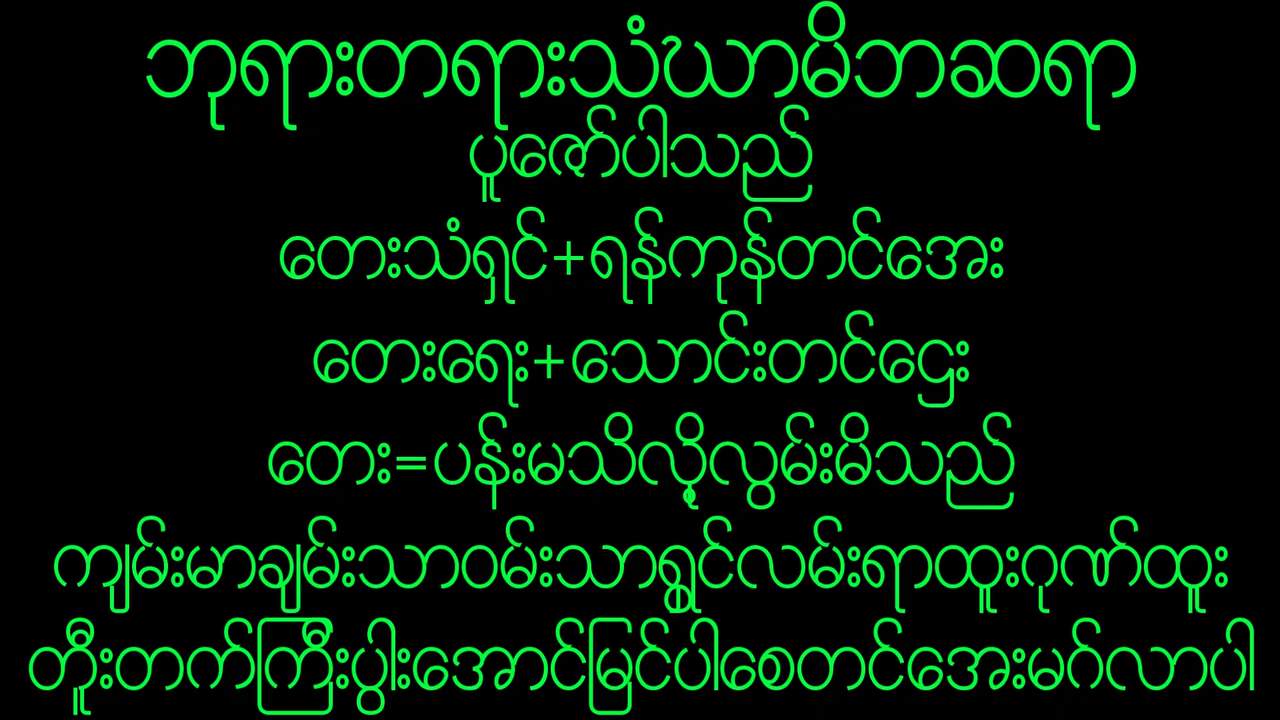 ဘုရားတရားသံဃာမိဘဆရာ
ပူဇော်ပါသည်
တေးသံရှင်+ရန်ကုန်တင်အေး
တေးရေး+သောင်းတင်ဌေး
တေး=ပန်းမသိလို့လွမ်းမိသည်
ကျမ်းမာချမ်းသာဝမ်းသာရွှင်လမ်းရာထူးဂုဏ်ထူး
တိုူးတက်ကြီးပွါးအောင်မြင်ပါစေတင်အေးမင်္ဂလာပါ